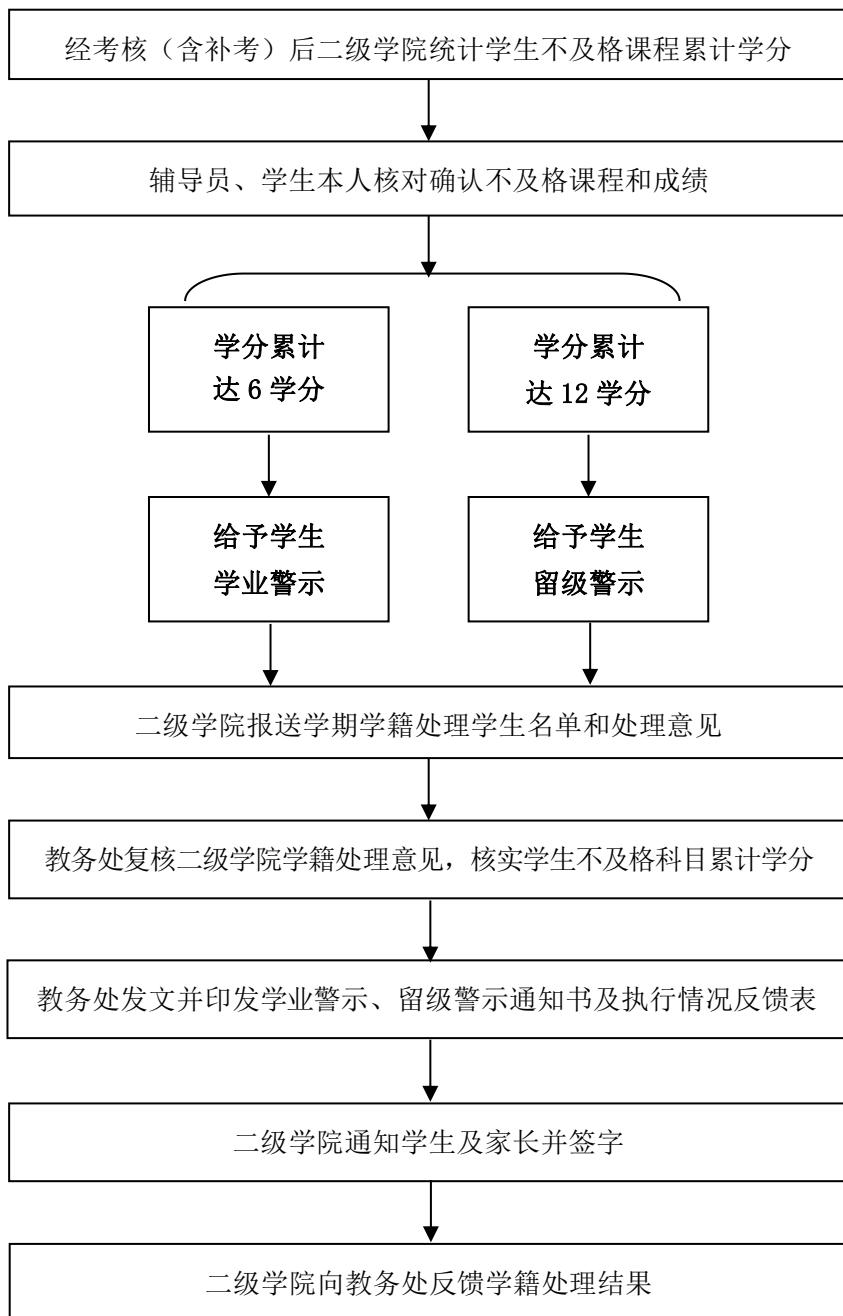 经考核（含补考）后二级学院统计学生不及格课程累计学分
辅导员、学生本人核对确认不及格课程和成绩
学分累计
达 6 学分
学分累计
达 12 学分
给予学生
学业警示
给予学生
留级警示
二级学院报送学期学籍处理学生名单和处理意见
教务处复核二级学院学籍处理意见，核实学生不及格科目累计学分
教务处发文并印发学业警示、留级警示通知书及执行情况反馈表
二级学院通知学生及家长并签字
二级学院向教务处反馈学籍处理结果